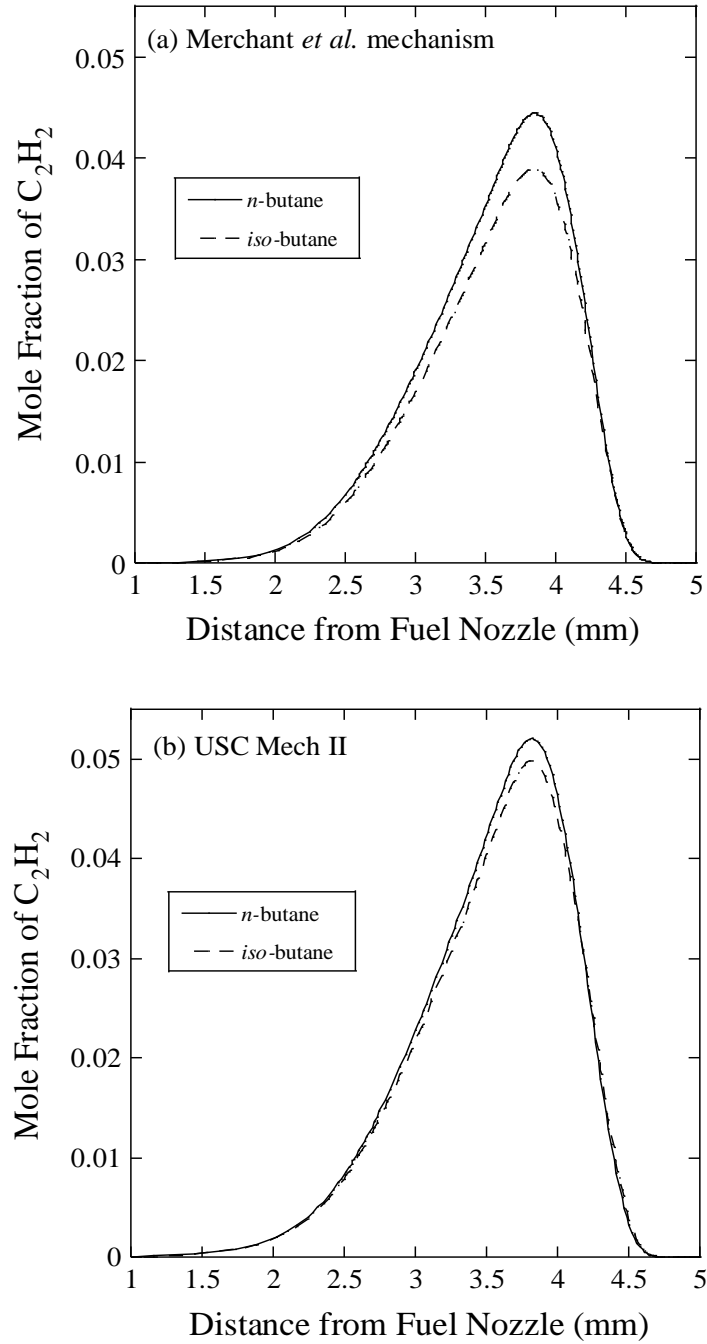 (a) Merchant et al. mechanism
0.05
0.04
0.03
0.02
0.01
0
Mole Fraction of C₂H₂
n-butane
iso-butane
1 1.5 2 2.5 3 3.5 4 4.5 5
Distance from Fuel Nozzle (mm)
(b) USC Mech II
0.05
0.04
0.03
0.02
0.01
0
Mole Fraction of C₂H₂
n-butane
iso-butane
1 1.5 2 2.5 3 3.5 4 4.5 5
Distance from Fuel Nozzle (mm)